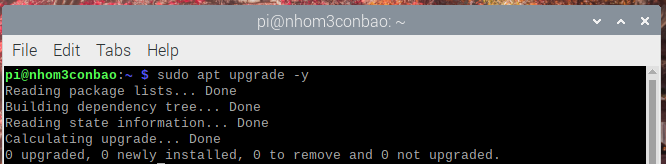 pi@nhom3conbao: ~
File Edit Tabs Help
pi@nhom3conbao:~ $ sudo apt upgrade -y
Reading package lists... Done
Building dependency tree... Done
Reading state information... Done
Calculating upgrade... Done
0 upgraded, 0 newly installed, 0 to remove and 0 not upgraded.